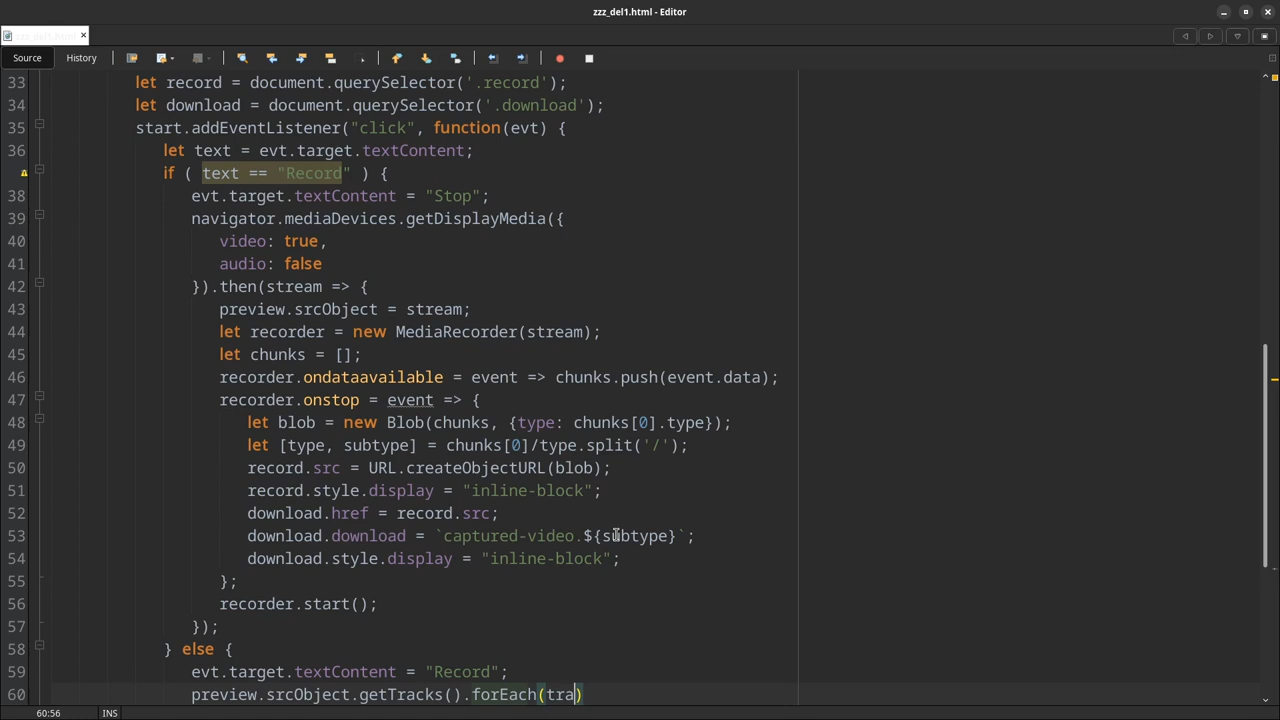 zzz_del1.html - Editor
zzz_del1.html
Source History
33 let record = document.querySelector('.record');
34 let download = document.querySelector('.download');
35 start.addEventListener("click", function(evt) {
36 let text = evt.target.textContent;
if ( text == "Record" ) {
38 evt.target.textContent = "Stop";
39 navigator.mediaDevices.getDisplayMedia({
40 video: true,
41 audio: false
42 }).then(stream => {
43 preview.srcObject = stream;
44 let recorder = new MediaRecorder(stream);
45 let chunks = [];
46 recorder.ondataavailable = event => chunks.push(event.data);
47 recorder.onstop = event => {
48 let blob = new Blob(chunks, {type: chunks[0].type});
49 let [type, subtype] = chunks[0]/type.split('/');
50 record.src = URL.createObjectURL(blob);
51 record.style.display = "inline-block";
52 download.href = record.src;
53 download.download = `captured-video.${subtype}`;
54 download.style.display = "inline-block";
55 };
56 recorder.start();
57 });
58 } else {
59 evt.target.textContent = "Record";
60 preview.srcObject.getTracks().forEach(tra)
60:56 INS